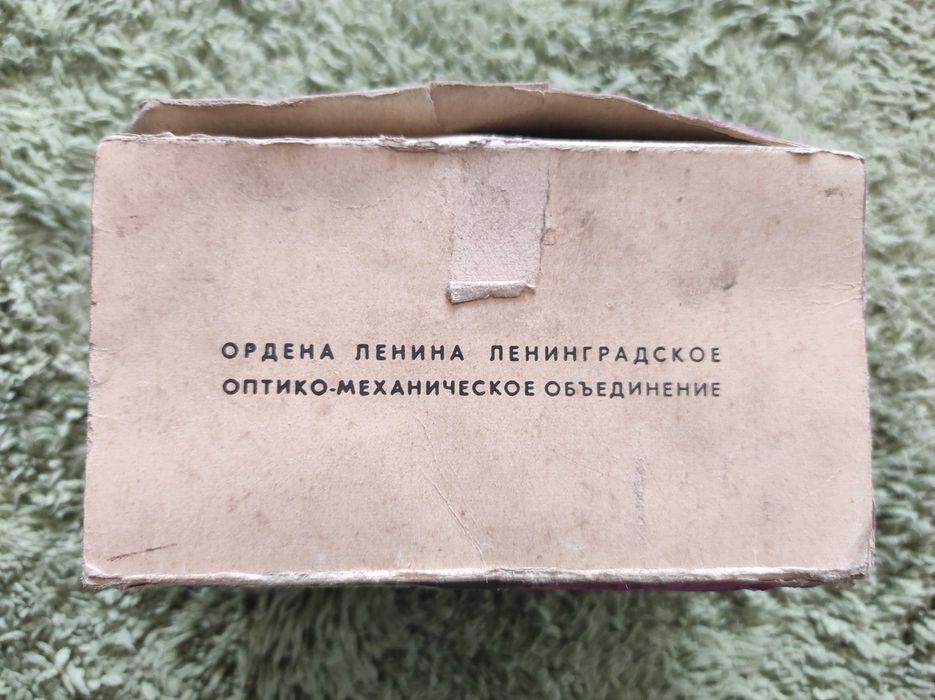 ОРДЕНА ЛЕНИНА ЛЕНИНГРАДСКОЕ
ОПТИКО-МЕХАНИЧЕСКОЕ ОБЪЕДИНЕНИЕ